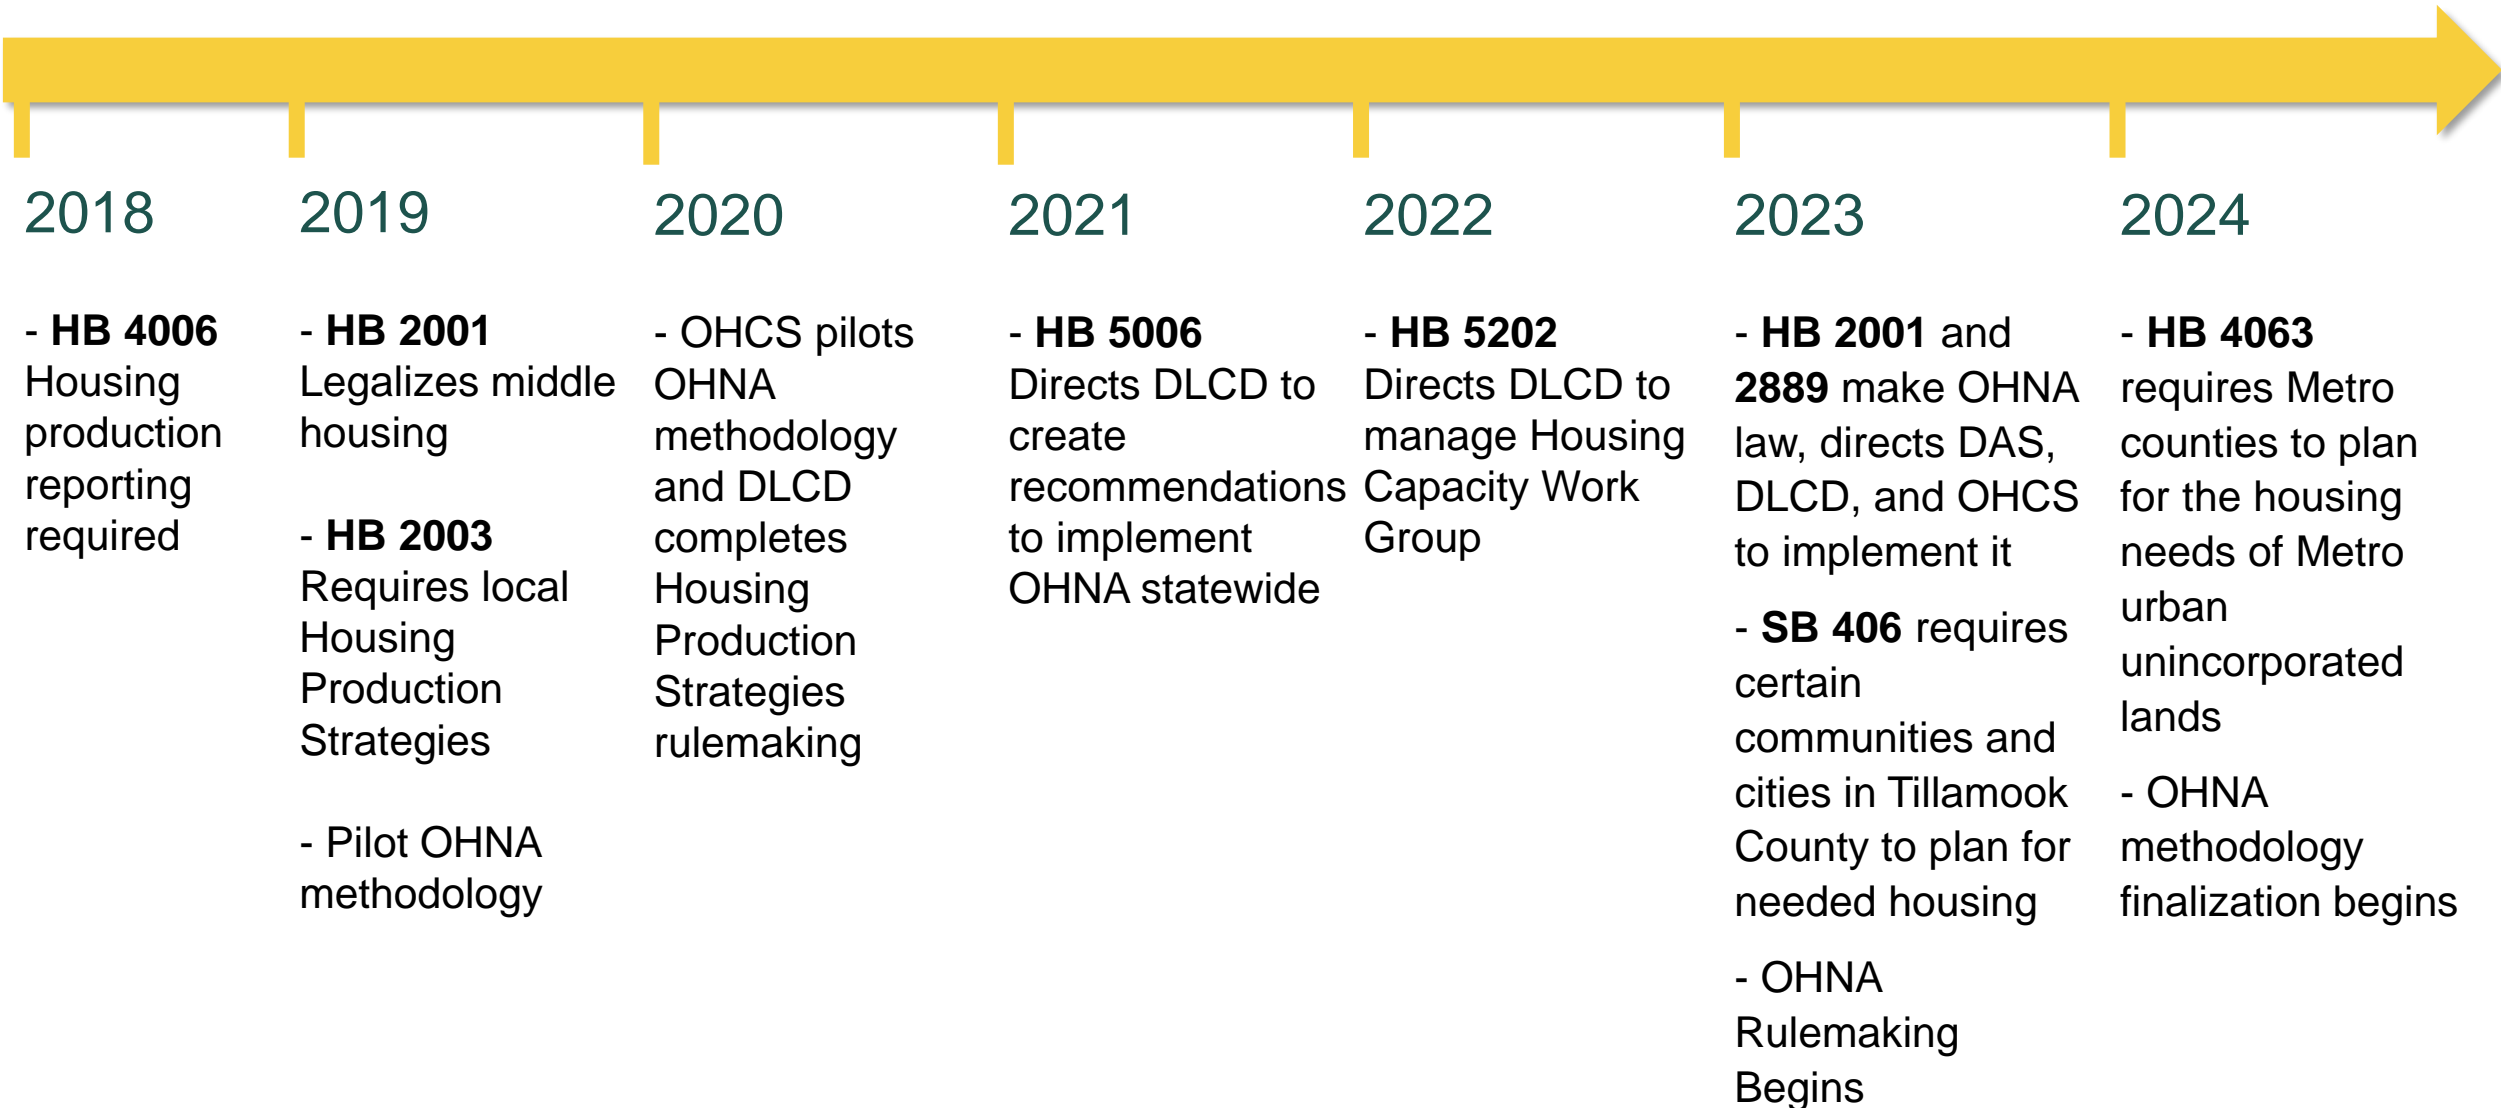 2018
- HB 4006
Housing
production
reporting
required
2019
- HB 2001
Legalizes middle
housing
- HB 2003
Requires local
Housing
Production
Strategies
- Pilot OHNA
methodology
2020
- OHCS pilots
OHNA
methodology
and DLCD
completes
Housing
Production
Strategies
rulemaking
2021
- HB 5006
Directs DLCD to
create
recommendations
to implement
OHNA statewide
2022
- HB 5202
Directs DLCD to
manage Housing
Capacity Work
Group
2023
- HB 2001 and
2889 make OHNA
law, directs DAS,
DLCD, and OHCS
to implement it
- SB 406 requires
certain
communities and
cities in Tillamook
County to plan for
needed housing
- OHNA
Rulemaking
Begins
2024
- HB 4063
requires Metro
counties to plan
for the housing
needs of Metro
urban
unincorporated
lands
- OHNA
methodology
finalization begins